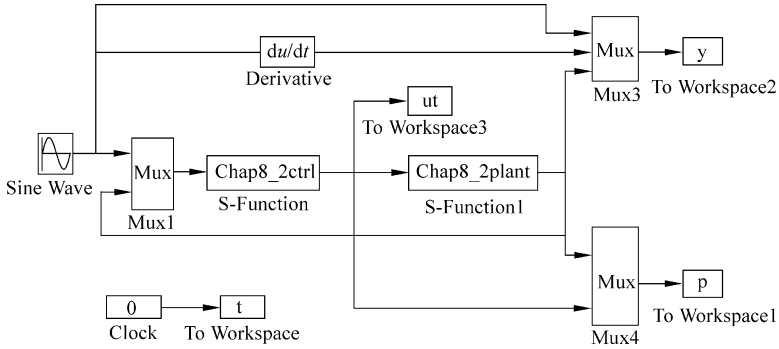 Mux
y
du/dt
Derivative
To Workspace2
Mux3
ut
To Workspace3
Mux
Chap8_2ctrl
Chap8_2plant
Sine Wave
S-Function
S-Function1
Mux1
Mux
p
0
t
To Workspace1
Clock
To Workspace
Mux4